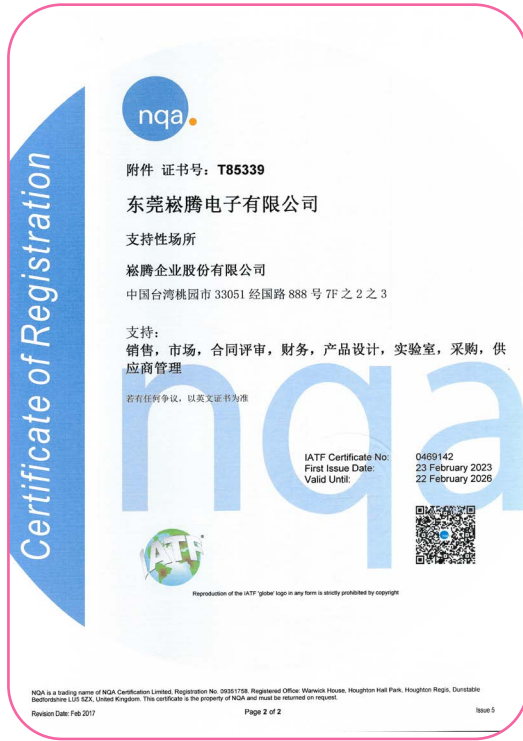 Certificate of Registration
nqa.
附件 证书号：T85339
东莞崧腾电子有限公司
支持性场所
崧腾企业股份有限公司
中国台湾桃园市 33051 经国路 888 号 7F 之 2 之 3
支持：
销售，市场，合同评审，财务，产品设计，实验室，采购，供
应商管理
若有任何争议，以英文证书为准
nqa
IATF Certificate No: 0469142
First Issue Date: 23 February 2023
Valid Until: 22 February 2026
IATF
Reproduction of the IATF "globe' logo in any form is strictly prohibited by copyright
NQA is a trading name of NQA Certification Limited, Registration No. 09351758. Registered Office: Warwick House, Houghton Hall Park, Houghton Regis, Dunstable
Bedfordshire LU5 5ZX, United Kingdom. This certificate is the property of NQA and must be returned on request.
Revision Date: Feb 2017 Page 2 of 2 Issue 5